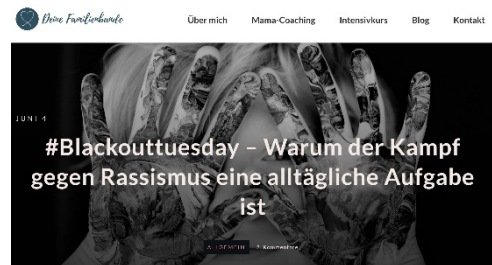 Deine Familienbande
Über mich
Mama-Coaching
Intensivkurs
Blog
Kontakt
JUNI 4
#Blackouttuesday – Warum der Kampf
gegen Rassismus eine alltägliche Aufgabe
ist
ALLGEMEIN
2 Kommentare